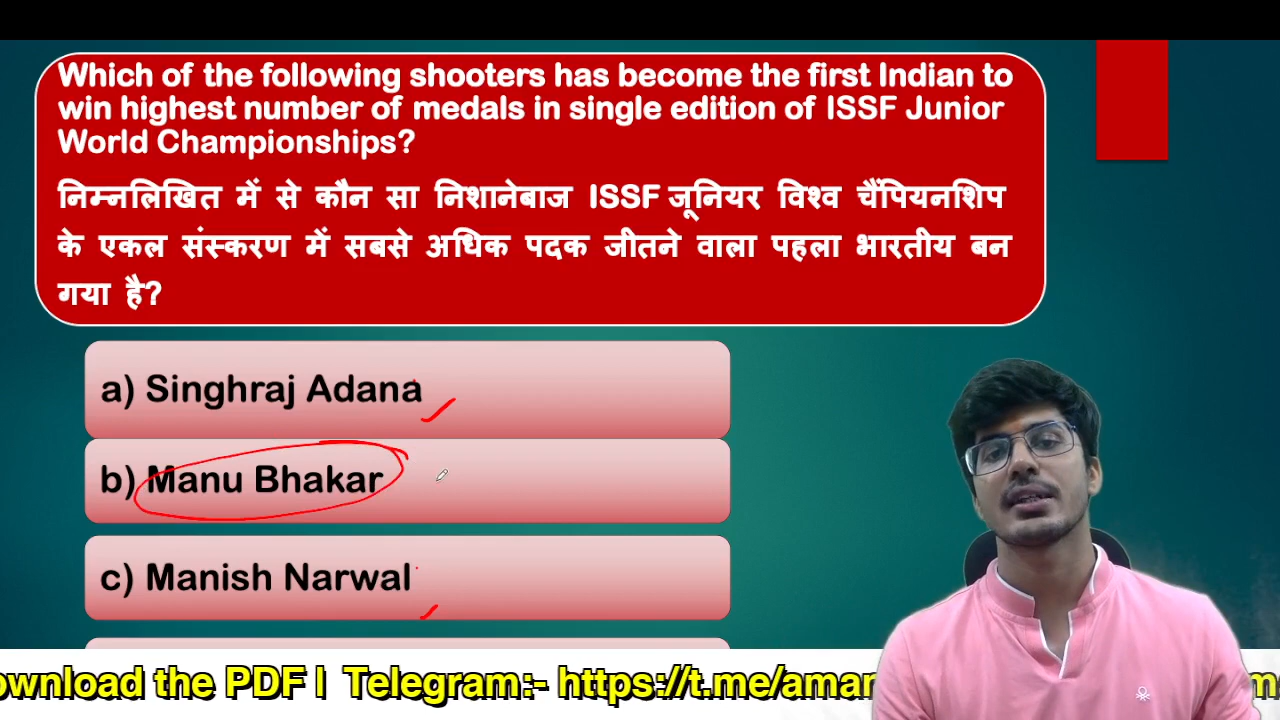 Which of the following shooters has become the first Indian to
win highest number of medals in single edition of ISSF Junior
World Championships?
निम्नलिखित में से कौन सा निशानेबाज ISSF जूनियर विश्व चैंपियनशिप
के एकल संस्करण में सबसे अधिक पदक जीतने वाला पहला भारतीय बन
गया है?
a) Singhraj Adana
b) Manu Bhakar
c) Manish Narwal
ownload the PDF l Telegram:- https://t.me/aman